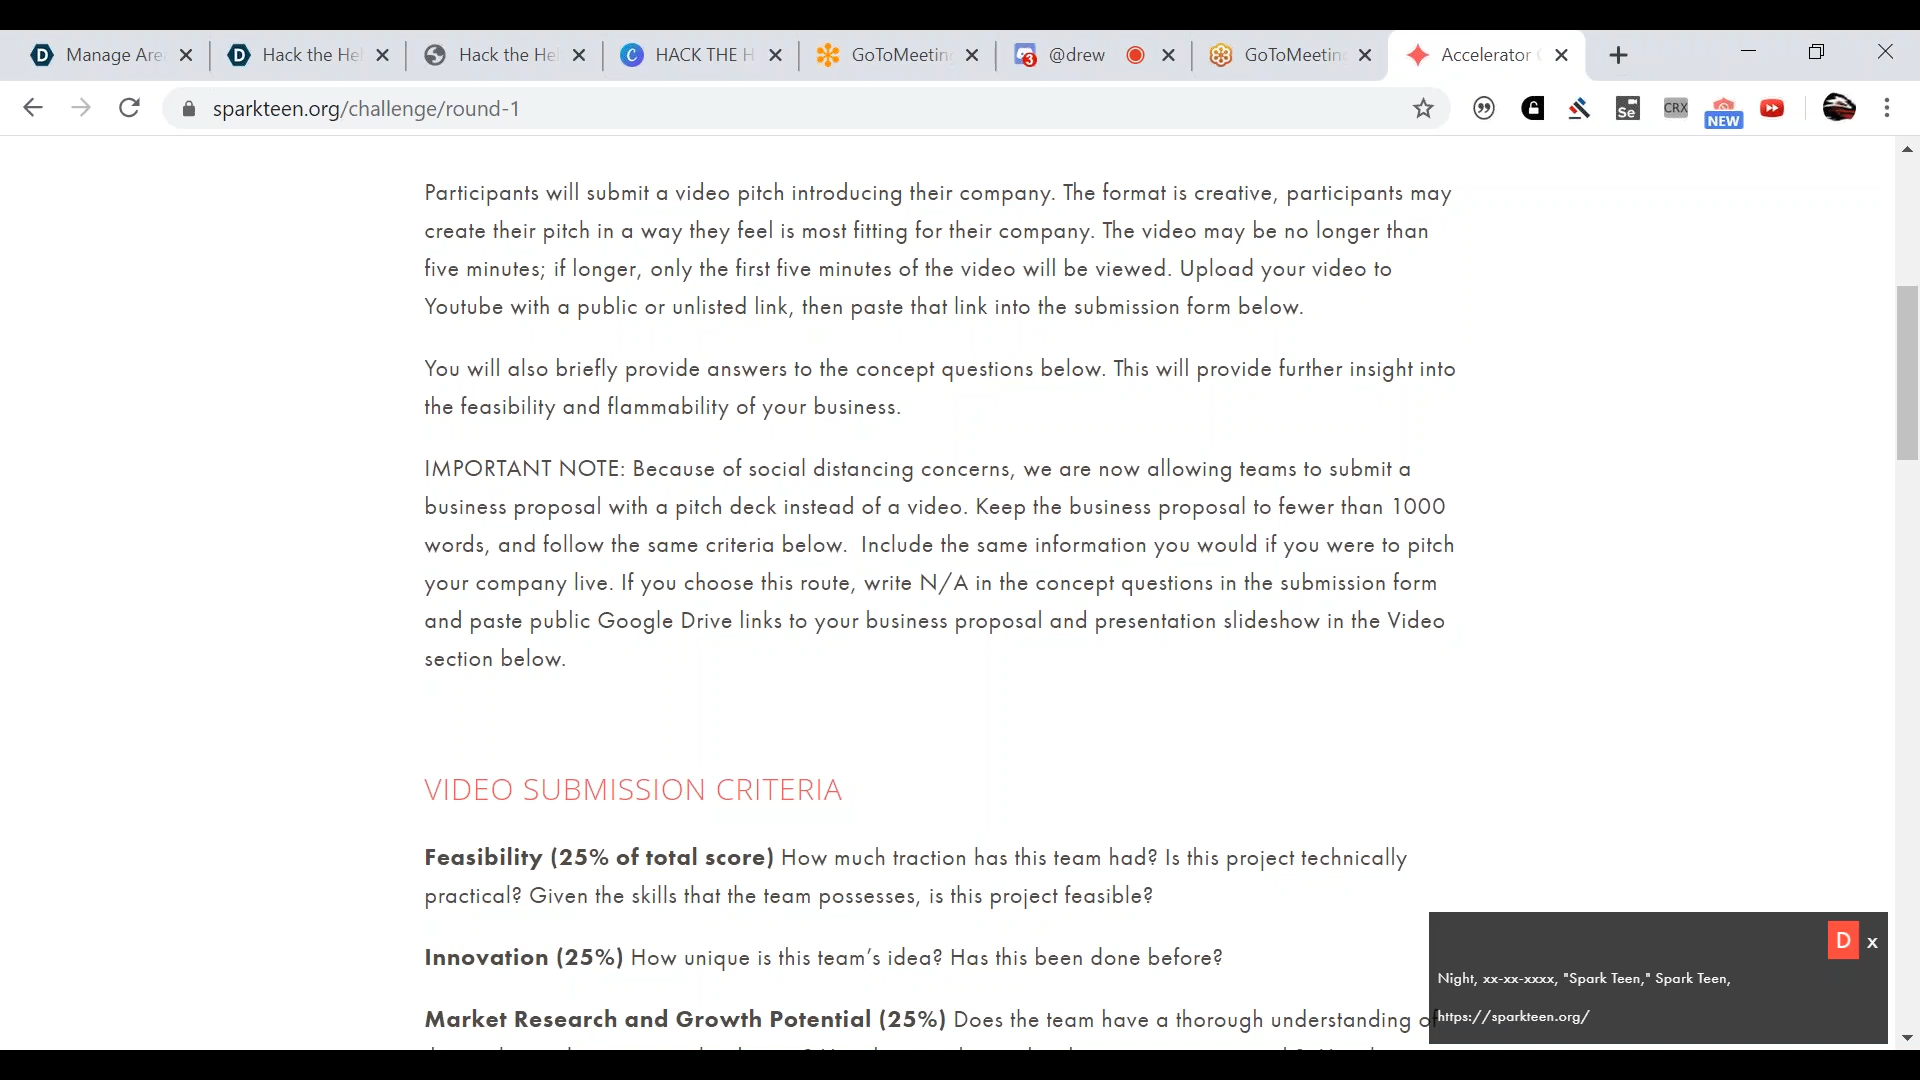 Manage Are
Hack the He
Hack the He
HACK THE H
GoToMeetin
@drew
GoToMeetin
Accelerator
sparkteen.org/challenge/round-1
Se
CRX
NEW
Participants will submit a video pitch introducing their company. The format is creative, participants may
create their pitch in a way they feel is most fitting for their company. The video may be no longer than
five minutes; if longer, only the first five minutes of the video will be viewed. Upload your video to
Youtube with a public or unlisted link, then paste that link into the submission form below.
You will also briefly provide answers to the concept questions below. This will provide further insight into
the feasibility and flammability of your business.
IMPORTANT NOTE: Because of social distancing concerns, we are now allowing teams to submit a
business proposal with a pitch deck instead of a video. Keep the business proposal to fewer than 1000
words, and follow the same criteria below. Include the same information you would if you were to pitch
your company live. If you choose this route, write N/A in the concept questions in the submission form
and paste public Google Drive links to your business proposal and presentation slideshow in the Video
section below.
VIDEO SUBMISSION CRITERIA
Feasibility (25% of total score) How much traction has this team had? Is this project technically
practical? Given the skills that the team possesses, is this project feasible?
Innovation (25%) How unique is this team's idea? Has this been done before?
Market Research and Growth Potential (25%) Does the team have a thorough understanding of
D x
Night, xx-xx-xxxx, "Spark Teen," Spark Teen,
https://sparkteen.org/